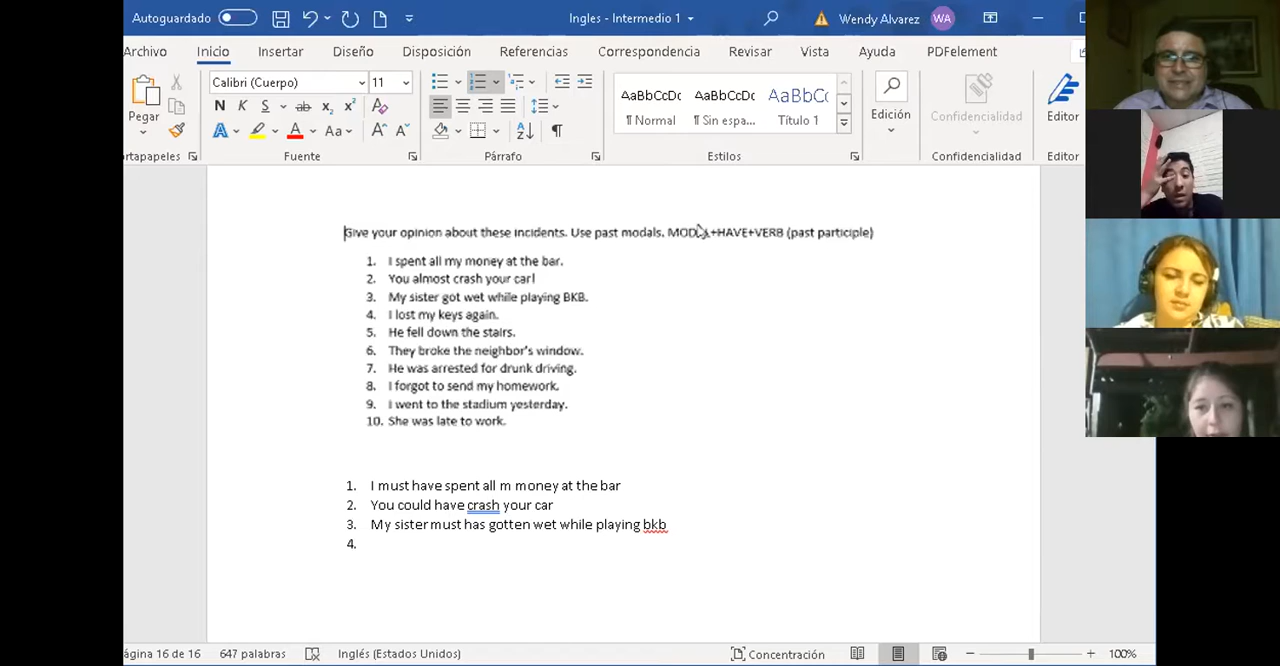 Autoguardado
Ingles - Intermedio 1
Wendy Alvarez WA
Archivo Inicio Insertar Diseño Disposición Referencias Correspondencia Revisar Vista Ayuda PDFelement
Calibri (Cuerpo) 11
AaBbCcDc AaBbCcDc AaBbC(
Pegar N K S ab x₂ x² ¶ Normal ¶ Sin espa... Título 1 Edición Confidencialidad Editor
A A Aa A A
rtapapeles Fuente Párrafo Estilos Confidencialidad Editor
Give your opinion about these incidents. Use past modals. MODAL+HAVE+VERB (past participle)
1. I spent all my money at the bar.
2. You almost crash your car!
3. My sister got wet while playing BKB.
4. I lost my keys again.
5. He fell down the stairs.
6. They broke the neighbor's window.
7. He was arrested for drunk driving.
8. I forgot to send my homework.
9. I went to the stadium yesterday.
10. She was late to work.
1. I must have spent all m money at the bar
2. You could have crash your car
3. My sister must has gotten wet while playing bkb
4.
ágina 16 de 16 647 palabras Inglés (Estados Unidos) Concentración 100%